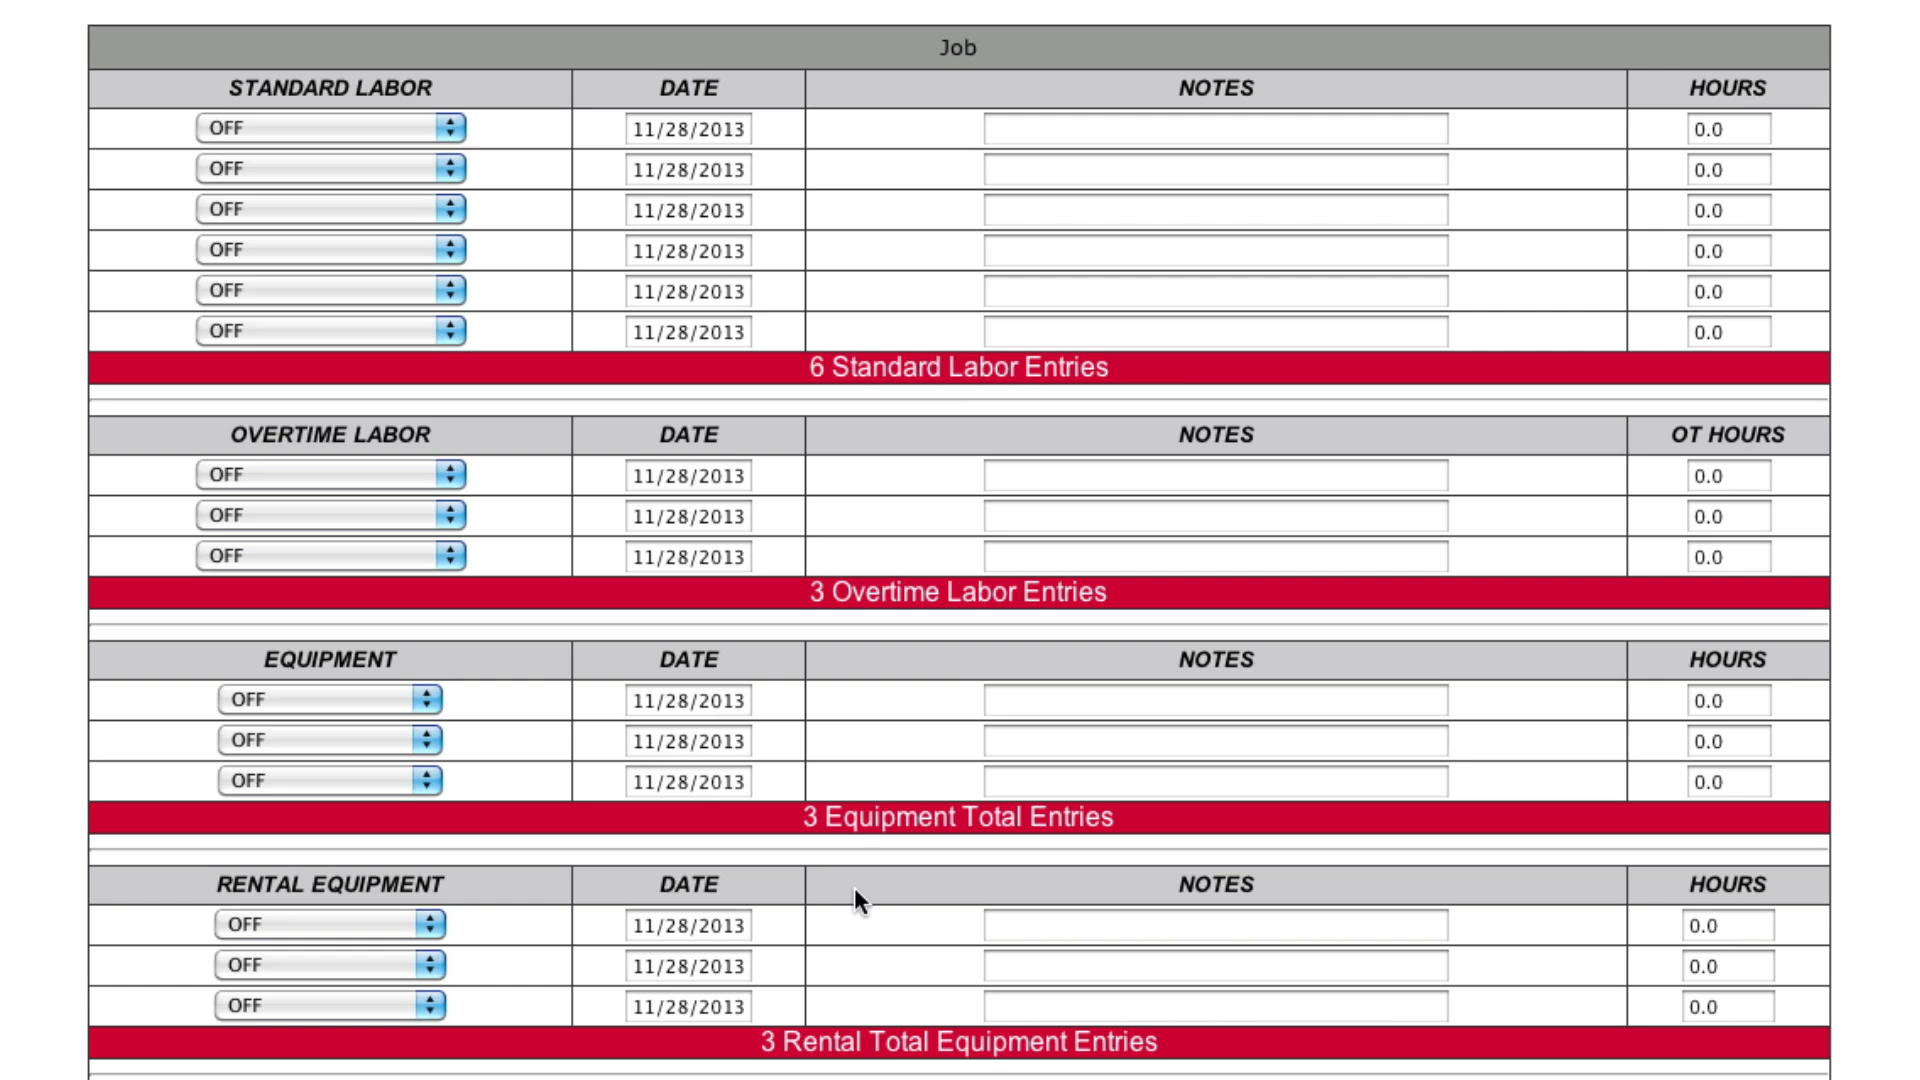 Job
STANDARD LABOR DATE NOTES HOURS
OFF 11/28/2013 0.0
OFF 11/28/2013 0.0
OFF 11/28/2013 0.0
OFF 11/28/2013 0.0
OFF 11/28/2013 0.0
OFF 11/28/2013 0.0
6 Standard Labor Entries
OVERTIME LABOR DATE NOTES OT HOURS
OFF 11/28/2013 0.0
OFF 11/28/2013 0.0
OFF 11/28/2013 0.0
3 Overtime Labor Entries
EQUIPMENT DATE NOTES HOURS
OFF 11/28/2013 0.0
OFF 11/28/2013 0.0
OFF 11/28/2013 0.0
3 Equipment Total Entries
RENTAL EQUIPMENT DATE NOTES HOURS
OFF 11/28/2013 0.0
OFF 11/28/2013 0.0
OFF 11/28/2013 0.0
3 Rental Total Equipment Entries